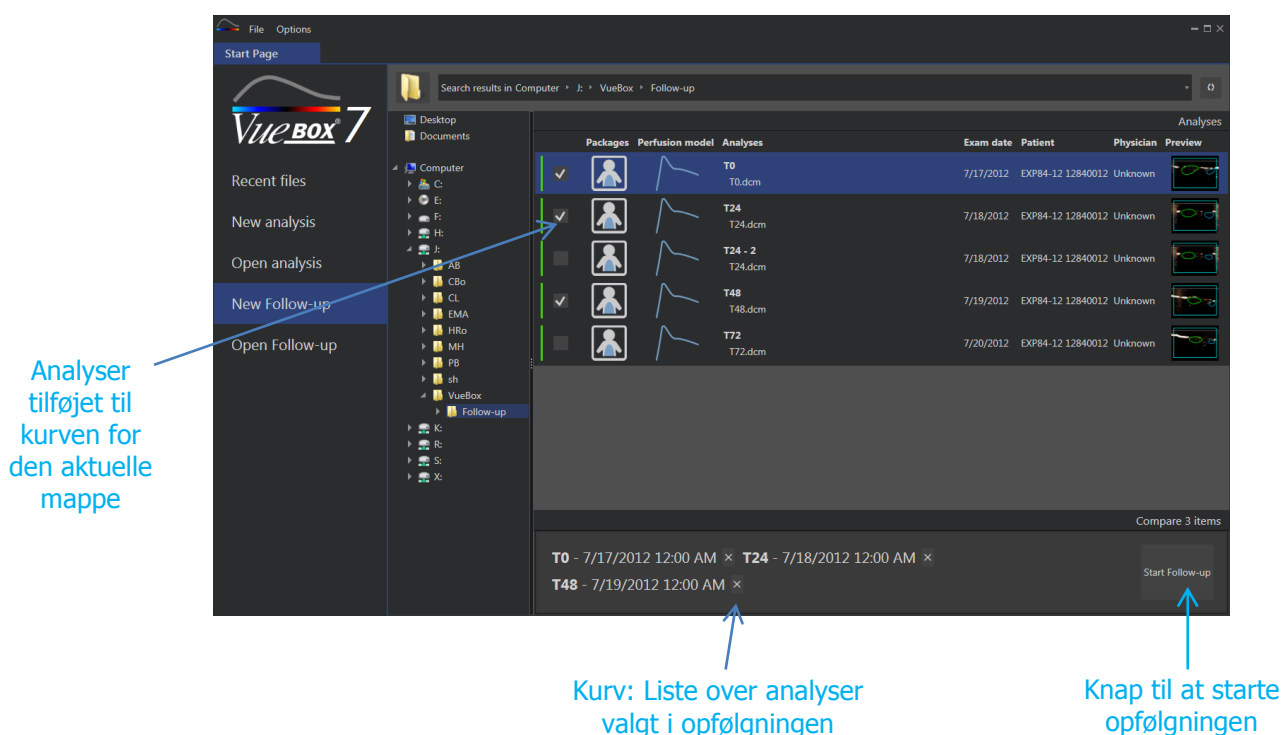 File Options
Start Page
VUEBOX® 7
Recent files
New analysis
Open analysis
New Follow-up
Open Follow-up
Search results in Computer J: VueBox Follow-up
Desktop
Documents
Computer
C:
E:
F:
H:
J:
AB
CBo
CL
EMA
HRo
MH
PB
sh
VueBox
Follow-up
K:
R:
S:
X:
Analyses
Packages Perfusion model Analyses Exam date Patient Physician Preview
T0
T0.dcm
7/17/2012 EXP84-12 12840012 Unknown
T24
T24.dcm
7/18/2012 EXP84-12 12840012 Unknown
T24 - 2
T24.dcm
7/18/2012 EXP84-12 12840012 Unknown
T48
T48.dcm
7/19/2012 EXP84-12 12840012 Unknown
T72
T72.dcm
7/20/2012 EXP84-12 12840012 Unknown
Compare 3 items
T0 - 7/17/2012 12:00 AM × T24 - 7/18/2012 12:00 AM ×
T48 - 7/19/2012 12:00 AM ×
Start Follow-up
Analyser
tilføjet til
kurven for
den aktuelle
mappe
Kurv: Liste over analyser
valgt i opfølgningen
Knap til at starte
opfølgningen